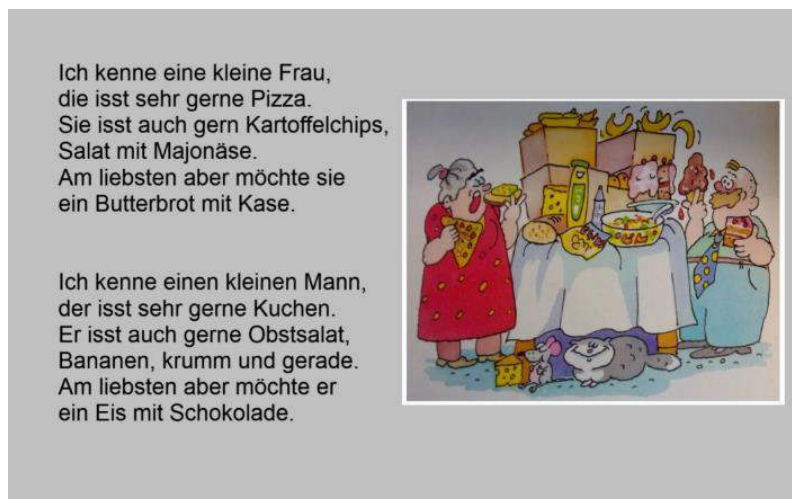 Ich kenne eine kleine Frau,
die isst sehr gerne Pizza.
Sie isst auch gern Kartoffelchips,
Salat mit Majonäse.
Am liebsten aber möchte sie
ein Butterbrot mit Kase.
Ich kenne einen kleinen Mann,
der isst sehr gerne Kuchen.
Er isst auch gerne Obstsalat,
Bananen, krumm und gerade.
Am liebsten aber möchte er
ein Eis mit Schokolade.